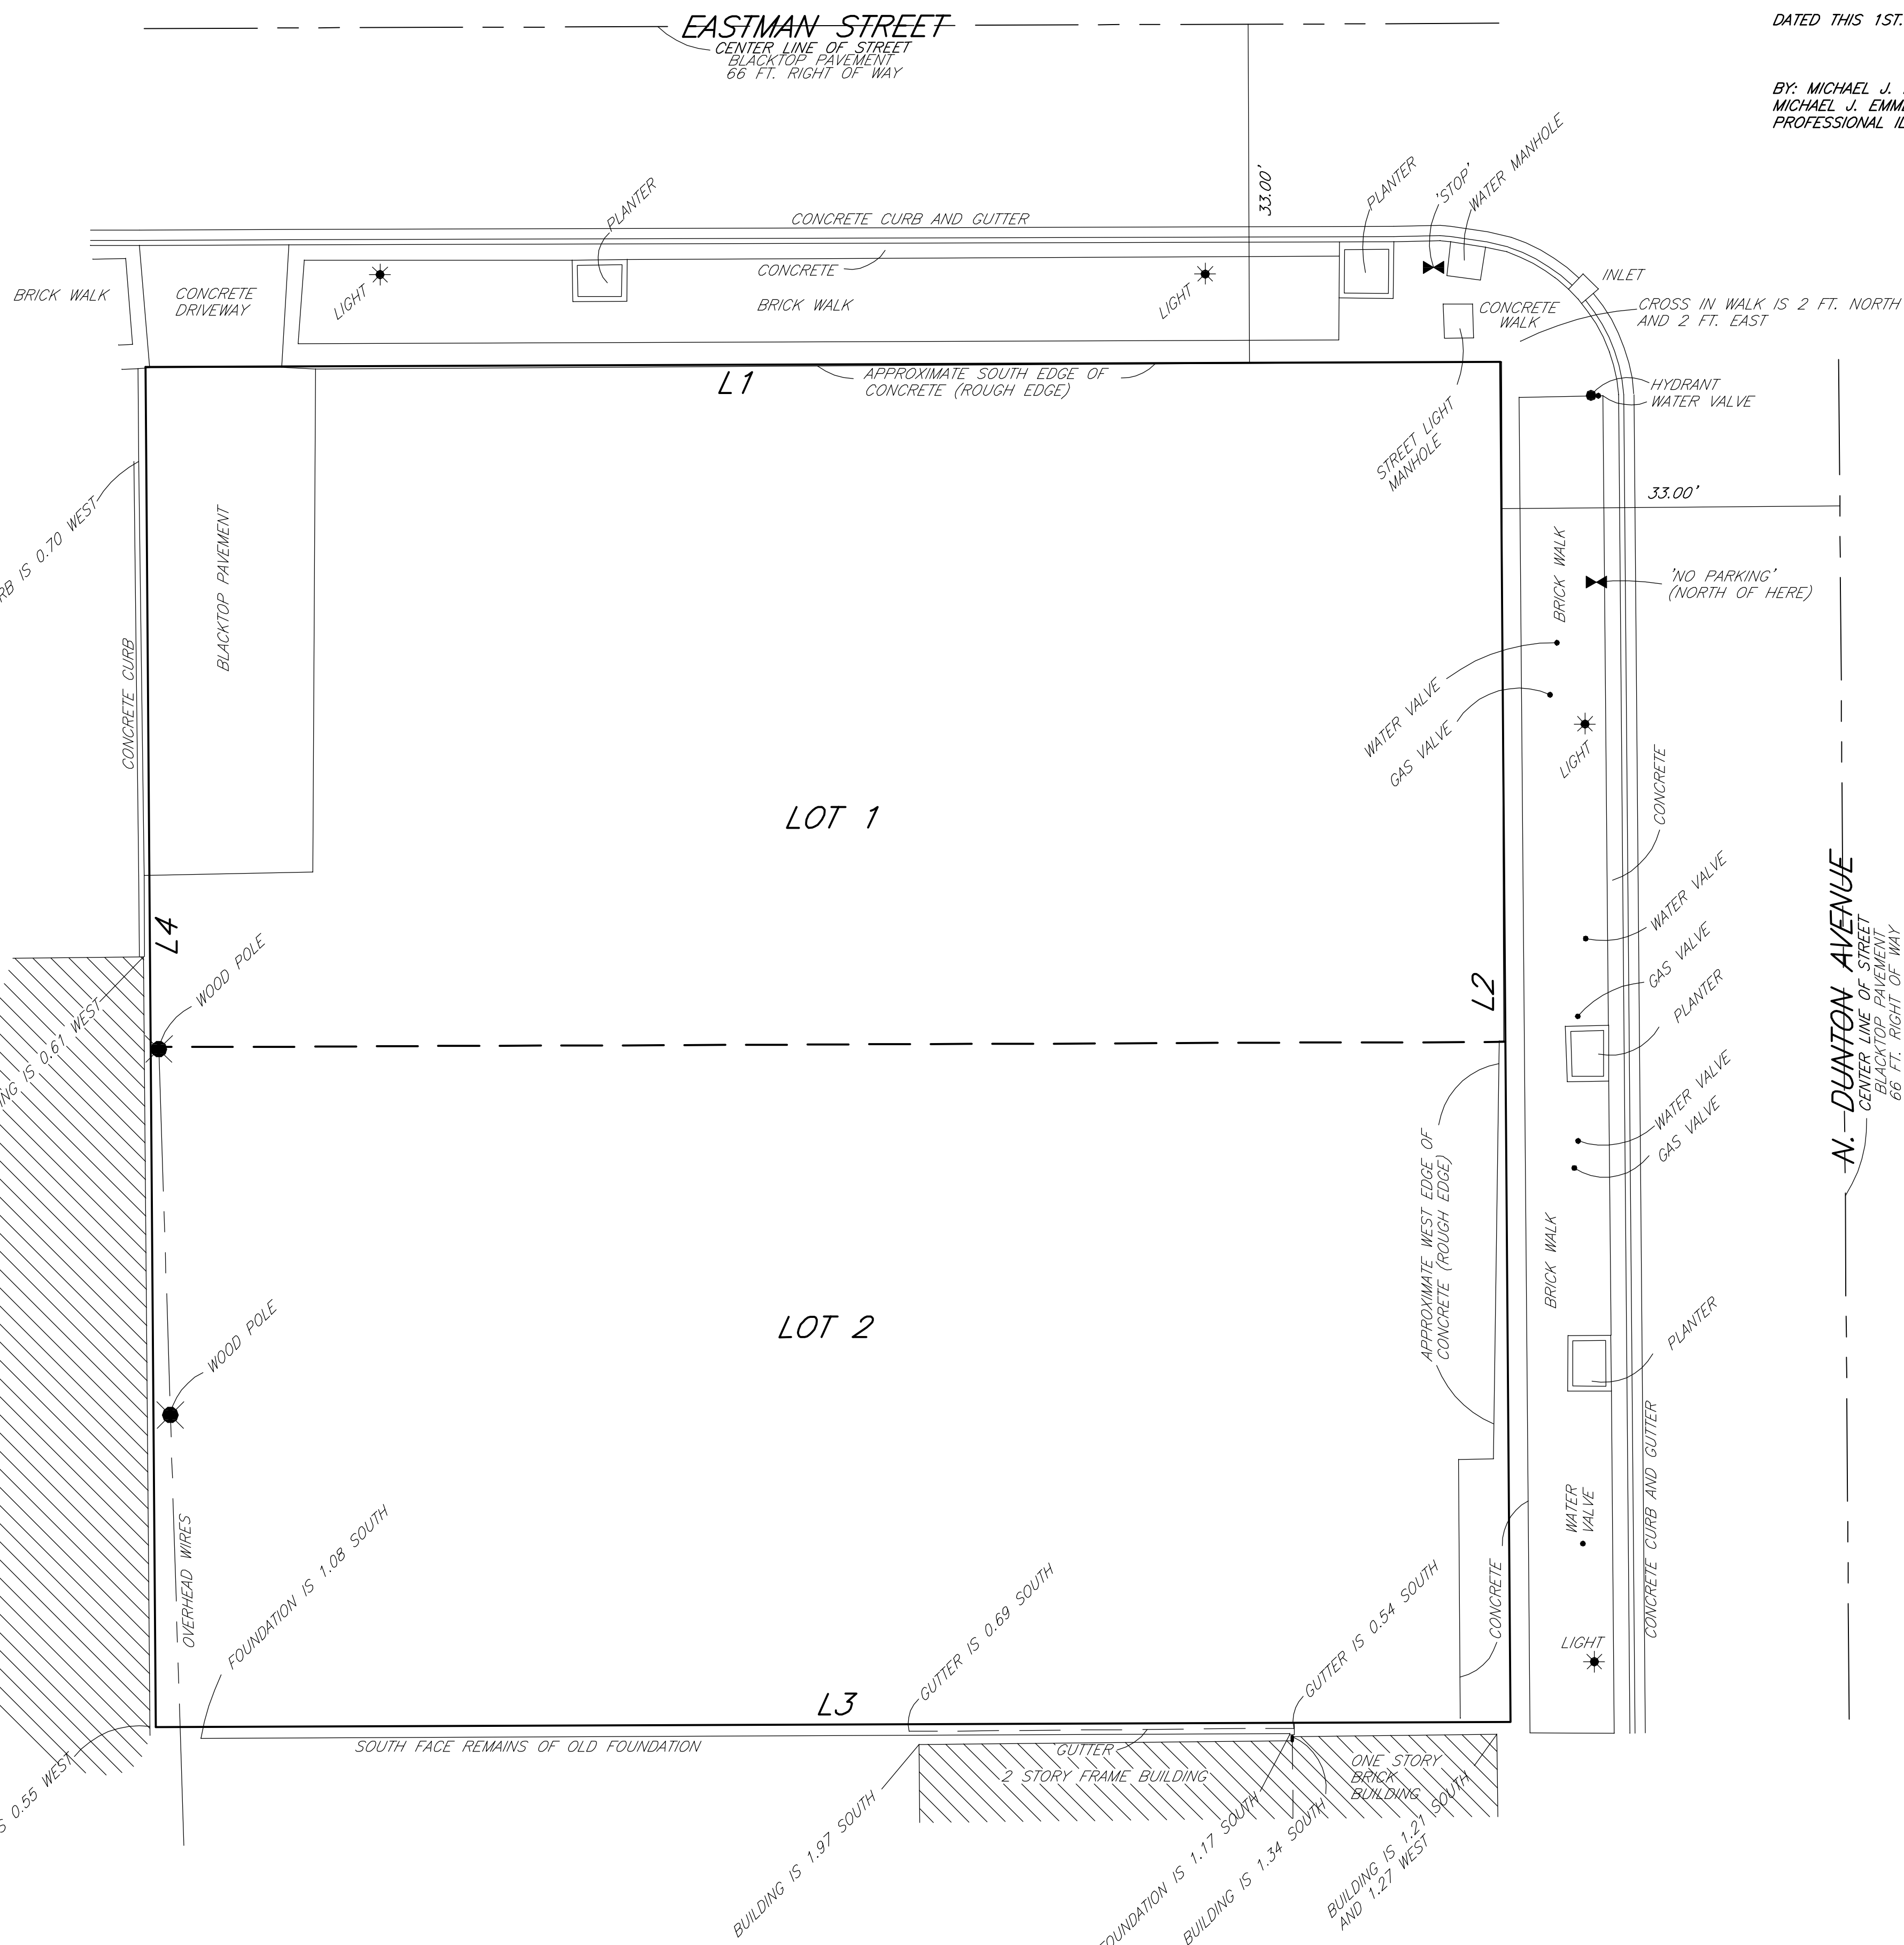 EASTMAN STREET
CENTER LINE OF STREET
BLACKTOP PAVEMENT
66 FT. RIGHT OF WAY
DATED THIS 1ST.
BY: MICHAEL J.
MICHAEL J.
PROFESSIONAL
33.00'
PLANTER
CONCRETE CURB AND GUTTER
PLANTER
'STOP'
WATER MANHOLE
INLET
BRICK WALK
CONCRETE
DRIVEWAY
LIGHT
CONCRETE
BRICK WALK
LIGHT
CONCRETE
WALK
CROSS IN WALK IS 2 FT. NORTH
AND 2 FT. EAST
L1
APPROXIMATE SOUTH EDGE OF
CONCRETE (ROUGH EDGE)
HYDRANT
WATER VALVE
STREET LIGHT
MANHOLE
33.00'
IS 0.70 WEST
BLACKTOP PAVEMENT
CONCRETE CURB
BRICK WALK
'NO PARKING'
(NORTH OF HERE)
WATER VALVE
GAS VALVE
LIGHT
CONCRETE
LOT 1
L4
WOOD POLE
IS 0.61 WEST
L2
WATER VALVE
GAS VALVE
PLANTER
N. DUNTON AVENUE
CENTER LINE OF STREET
BLACKTOP PAVEMENT
66 FT. RIGHT OF WAY
WATER VALVE
GAS VALVE
APPROXIMATE WEST EDGE OF
CONCRETE (ROUGH EDGE)
BRICK WALK
LOT 2
WOOD POLE
PLANTER
OVERHEAD WIRES
FOUNDATION IS 1.08 SOUTH
GUTTER IS 0.69 SOUTH
GUTTER IS 0.54 SOUTH
CONCRETE
WATER
VALVE
CONCRETE CURB AND GUTTER
LIGHT
L3
SOUTH FACE REMAINS OF OLD FOUNDATION
GUTTER
2 STORY FRAME BUILDING
ONE STORY
BRICK
BUILDING
0.55 WEST
BUILDING IS 1.97 SOUTH
FOUNDATION IS 1.17 SOUTH
BUILDING IS 1.34 SOUTH
BUILDING IS 1.21 SOUTH
AND 1.27 WEST